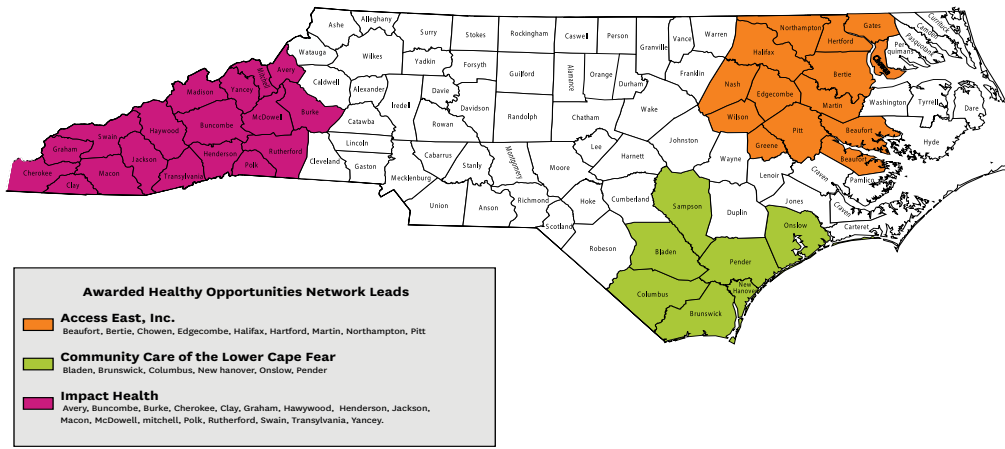 Ashe
Alleghany
Surry
Stokes
Rockingham
Caswell
Person
Granville
Vance
Warren
Northampton
Gates
Currituck
Camden
Pasquotank
Per-
quimans
Hertford
Halifax
Bertie
Watauga
Wilkes
Yadkin
Forsyth
Guilford
Alamance
Orange
Durham
Franklin
Nash
Edgecombe
Martin
Washington
Tyrrell
Dare
Avery
Mitchell
Yancey
Madison
Caldwell
Alexander
Iredell
Davie
Davidson
Randolph
Chatham
Wake
Wilson
Pitt
Beaufort
Beaufort
Hyde
Burke
McDowell
Buncombe
Haywood
Swain
Graham
Cherokee
Clay
Macon
Jackson
Transylvania
Henderson
Polk
Rutherford
Catawba
Lincoln
Cleveland
Gaston
Rowan
Cabarrus
Mecklenburg
Stanly
Montgomery
Moore
Lee
Harnett
Johnston
Wayne
Greene
Lenoir
Craven
Pamlico
Jones
Craven
Carteret
Union
Anson
Richmond
Scotland
Hoke
Cumberland
Sampson
Duplin
Onslow
Robeson
Bladen
Pender
New
Hanover
Columbus
Brunswick
Awarded Healthy Opportunities Network Leads
Access East, Inc.
Beaufort, Bertie, Chowen, Edgecombe, Halifax, Hartford, Martin, Northampton, Pitt
Community Care of the Lower Cape Fear
Bladen, Brunswick, Columbus, New hanover, Onslow, Pender
Impact Health
Avery, Buncombe, Burke, Cherokee, Clay, Graham, Hawywood, Henderson, Jackson,
Macon, McDowell, mitchell, Polk, Rutherford, Swain, Transylvania, Yancey.